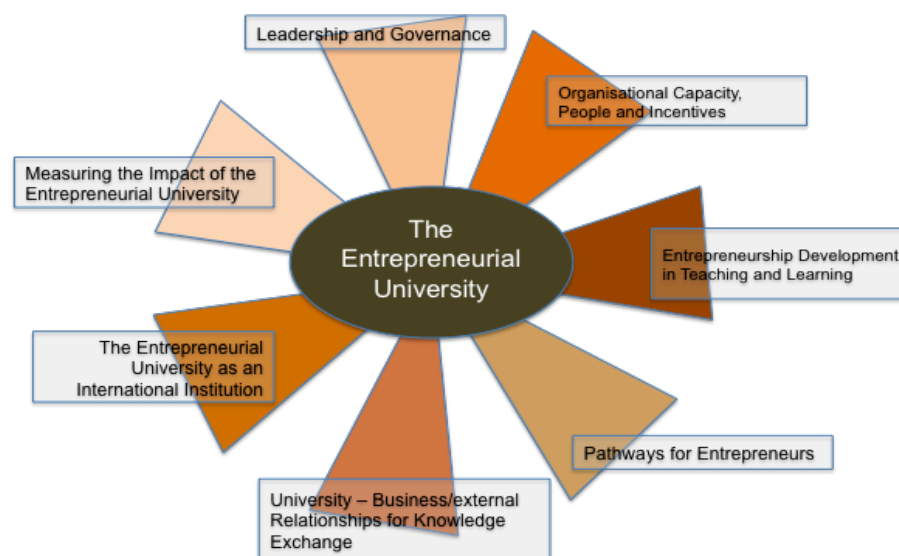 Leadership and Governance
Organisational Capacity,
People and Incentives
Measuring the Impact of the
Entrepreneurial University
The
Entrepreneurial
University
Entrepreneurship Development
in Teaching and Learning
The Entrepreneurial
University as an
International Institution
Pathways for Entrepreneurs
University – Business/external
Relationships for Knowledge
Exchange